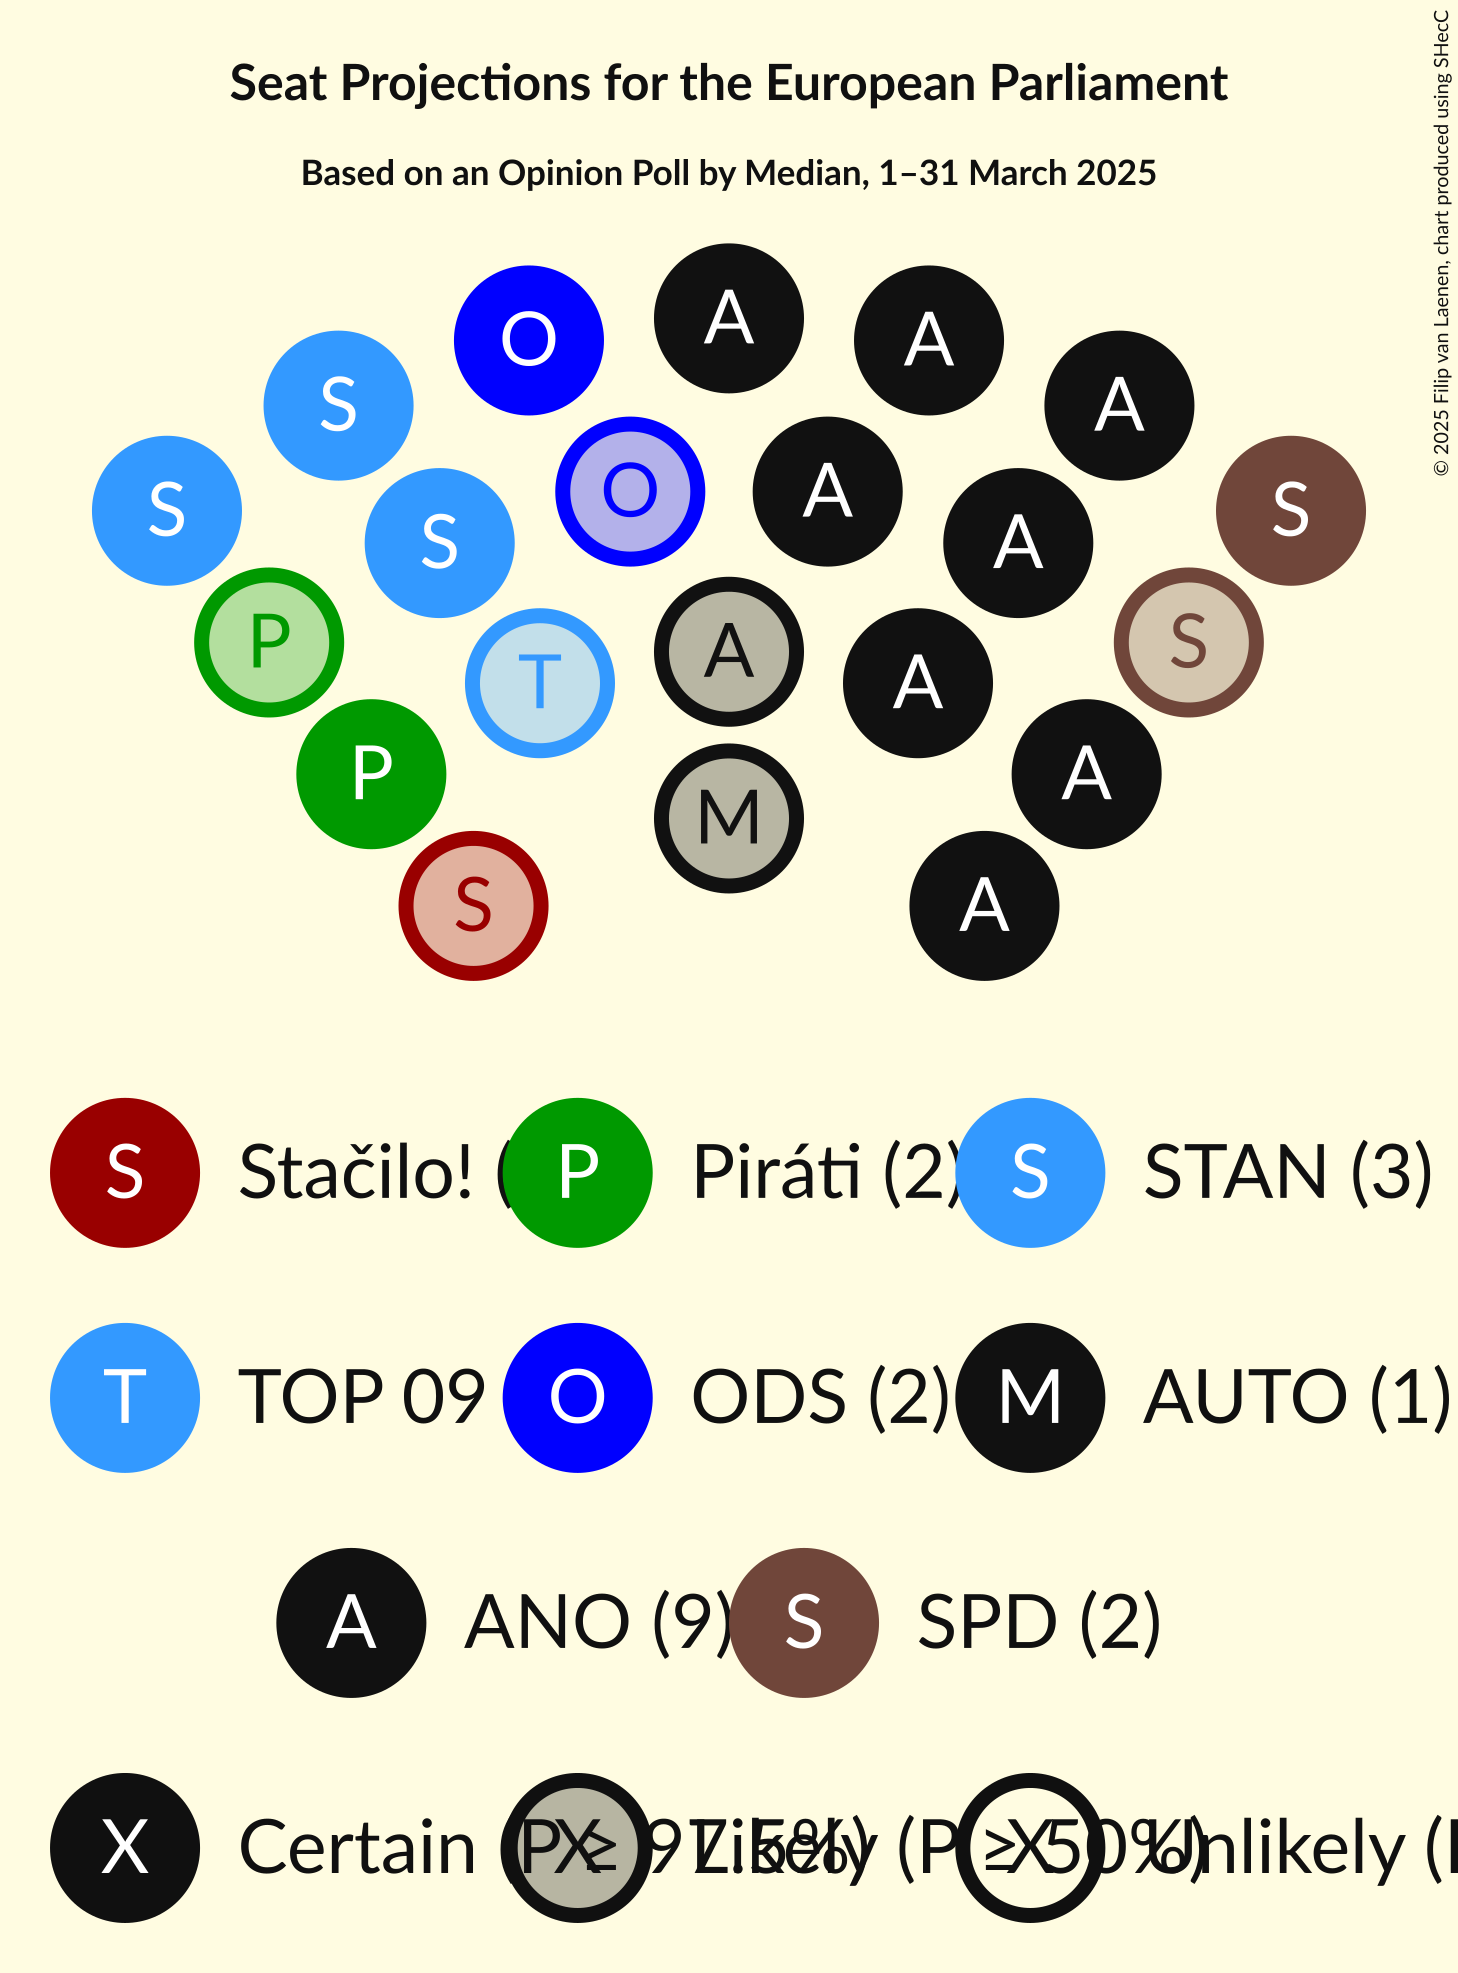 Seat Projections for the European Parliament
Based on an Opinion Poll by Median, 1–31 March 2025
© 2025 Filip van Laenen, chart produced using SHecC
A
O A
S A
S O A S
S A
P T A A S
P M A
S A
S Stačilo! ( P Piráti (2) S STAN (3)
T TOP 09 O ODS (2) M AUTO (1)
A ANO (9) S SPD (2)
X Certain (P ≥ 97.5%) X Likely (P ≥ 50%) X Unlikely (